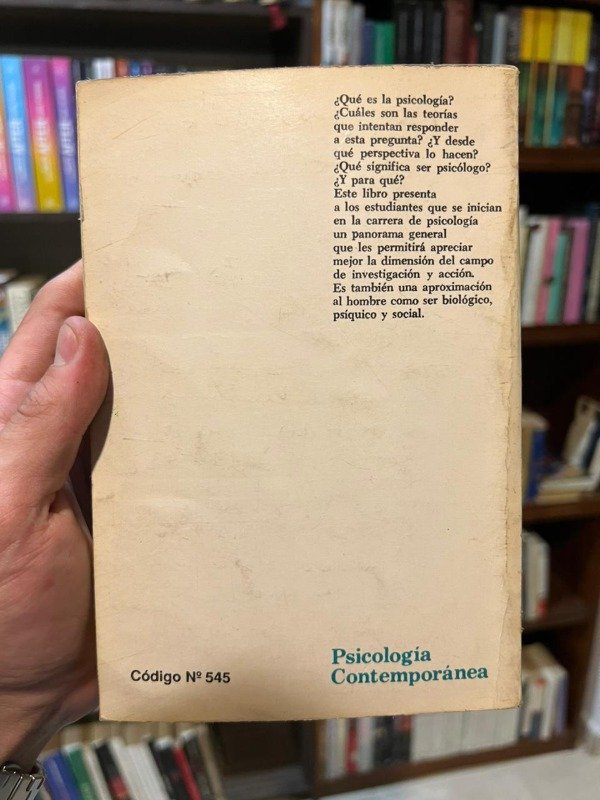 ¿Qué es la psicología?
¿Cuáles son las teorías
que intentan responder
a esta pregunta? ¿Y desde
qué perspectiva lo hacen?
¿Qué significa ser psicólogo?
¿Y para qué?
Este libro presenta
a los estudiantes que se inician
en la carrera de psicología
un panorama general
que les permitirá apreciar
mejor la dimensión del campo
de investigación y acción.
Es también una aproximación
al hombre como ser biológico,
psíquico y social.
Código Nº 545
Psicología
Contemporánea